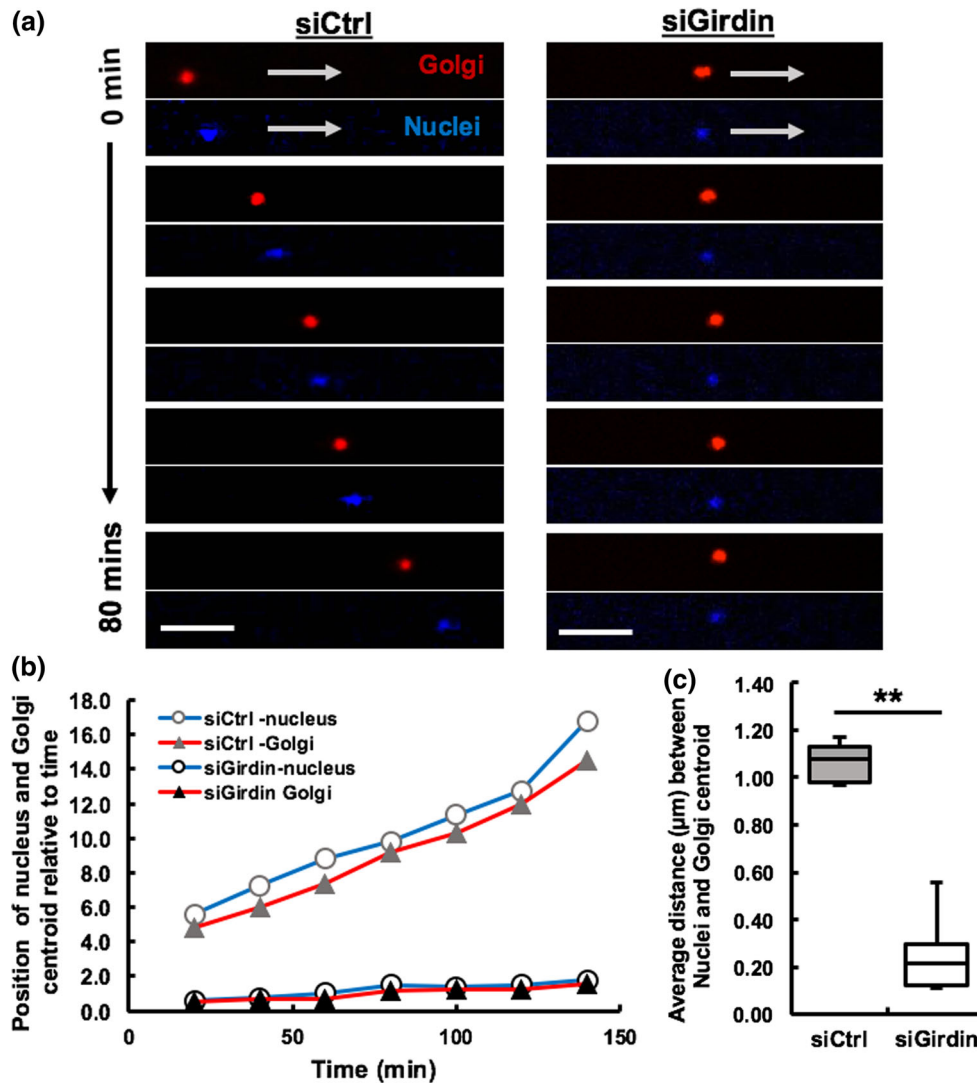 (a)
siCtrl
siGirdin
0 min
80 mins
Golgi
Nuclei
(b)
18.0
16.0
14.0
12.0
10.0
8.0
6.0
4.0
2.0
0.0
Position of nucleus and Golgi
centroid relative to time
siCtrl -nucleus
siCtrl -Golgi
siGirdin-nucleus
siGirdin Golgi
0
50
100
150
Time (min)
(c)
1.40
1.20
1.00
0.80
0.60
0.40
0.20
0.00
Average distance (µm) between
Nuclei and Golgi centroid
**
siCtrl
siGirdin